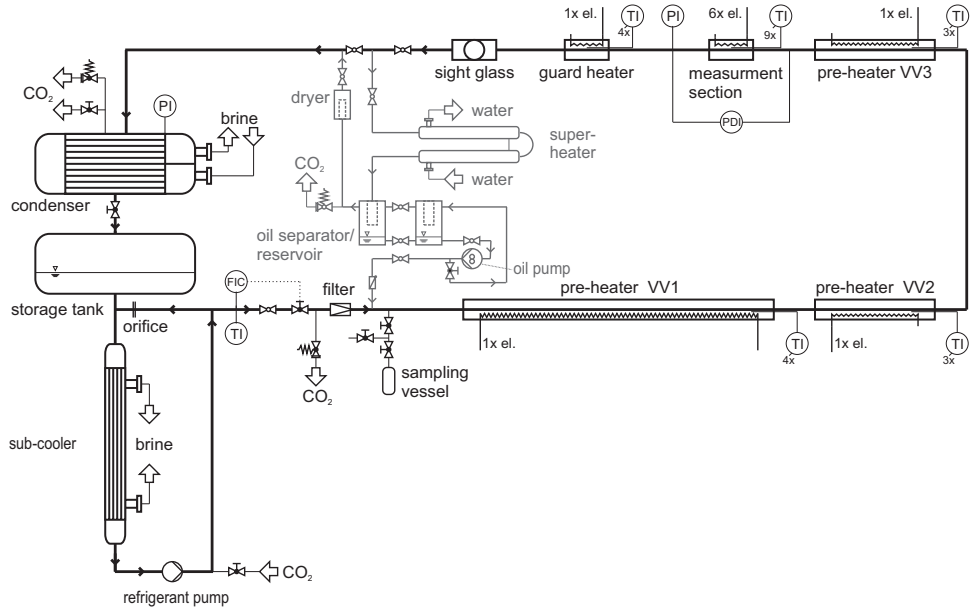 1x el.
TI
4x
PI
6x el.
TI
9x
1x el.
TI
3x
sight glass
guard heater
measurment
section
pre-heater VV3
PDI
CO2
PI
brine
dryer
water
super-
heater
water
CO2
condenser
oil separator/
reservoir
8
oil pump
storage tank
orifice
FIC
TI
filter
pre-heater VV1
pre-heater VV2
1x el.
TI
4x
1x el.
TI
3x
CO2
sampling
vessel
sub-cooler
brine
CO2
refrigerant pump